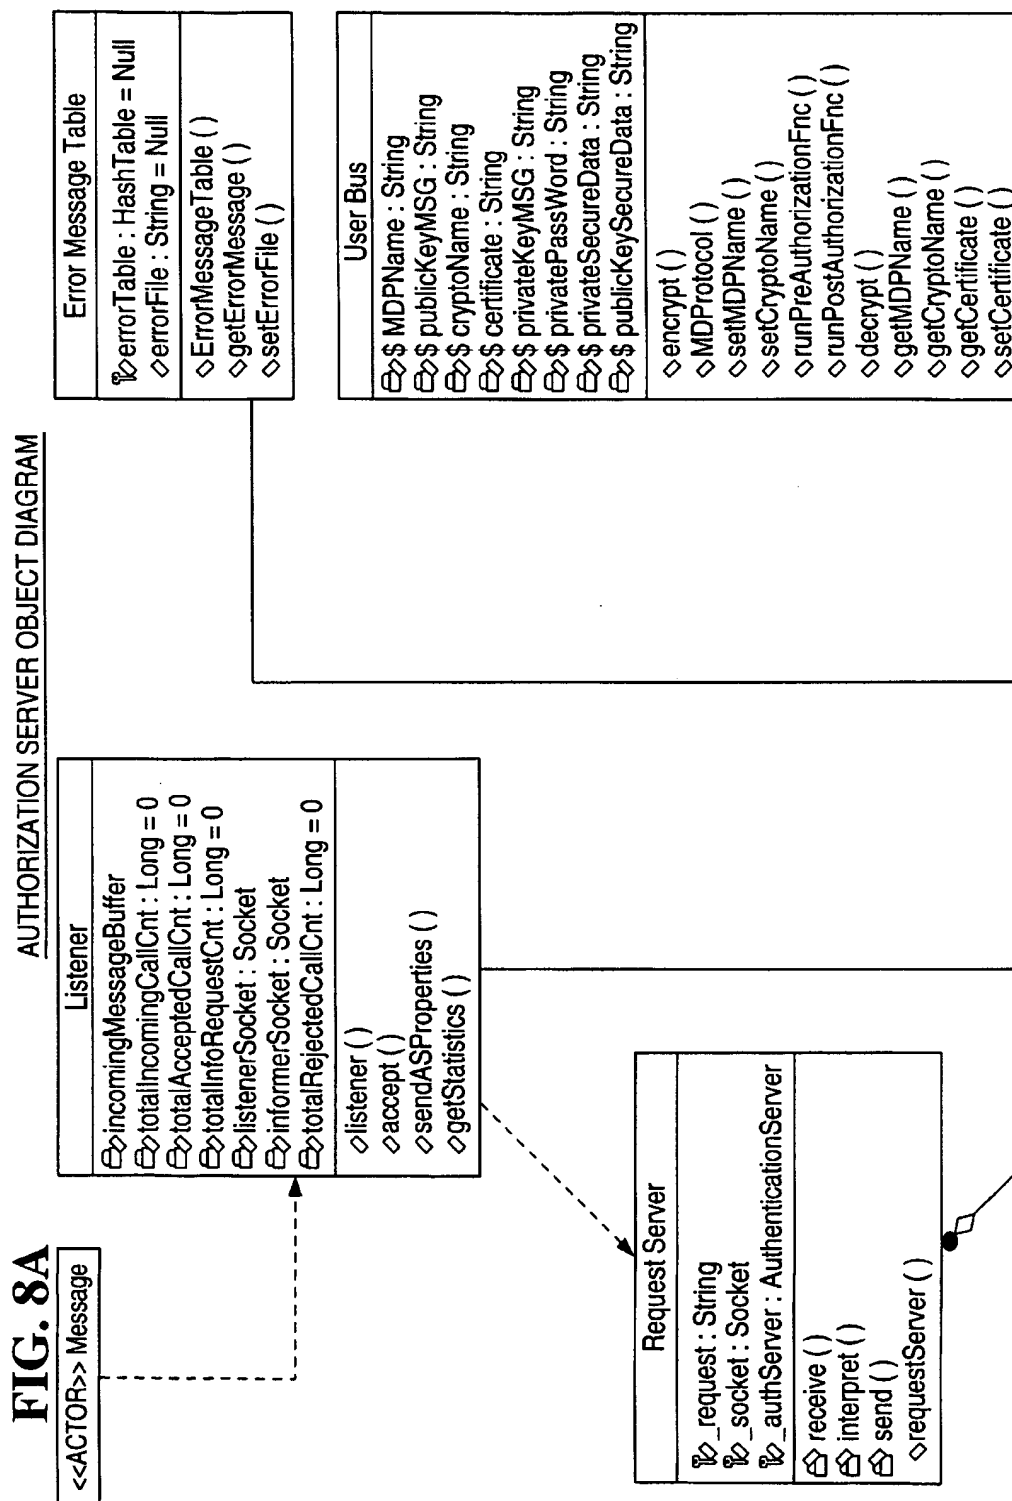 FIG. 8A
AUTHORIZATION SERVER OBJECT DIAGRAM
<<ACTOR>> Message
Listener
incomingMessageBuffer
totalIncomingCallCnt : Long = 0
totalAcceptedCallCnt : Long = 0
totalInfoRequestCnt : Long = 0
listenerSocket : Socket
informerSocket : Socket
totalRejectedCallCnt : Long = 0
listener ( )
accept ( )
sendASProperties ( )
getStatistics ( )
Error Message Table
errorTable : HashTable = Null
errorFile : String = Null
ErrorMessageTable ( )
getErrorMessage ( )
setErrorFile ( )
Request Server
_request : String
_socket : Socket
_authServer : AuthenticationServer
receive ( )
interpret ( )
send ( )
requestServer ( )
User Bus
$ MDPName : String
$ publicKeyMSG : String
$ cryptoName : String
$ certificate : String
$ privateKeyMSG : String
$ privatePassWord : String
$ privateSecureData : String
$ publicKeySecureData : String
encrypt ( )
MDProtocol ( )
setMDPName ( )
setCryptoName ( )
runPreAuthorizationFnc ( )
runPostAuthorizationFnc ( )
decrypt ( )
getMDPName ( )
getCryptoName ( )
getCertificate ( )
setCertificate ( )